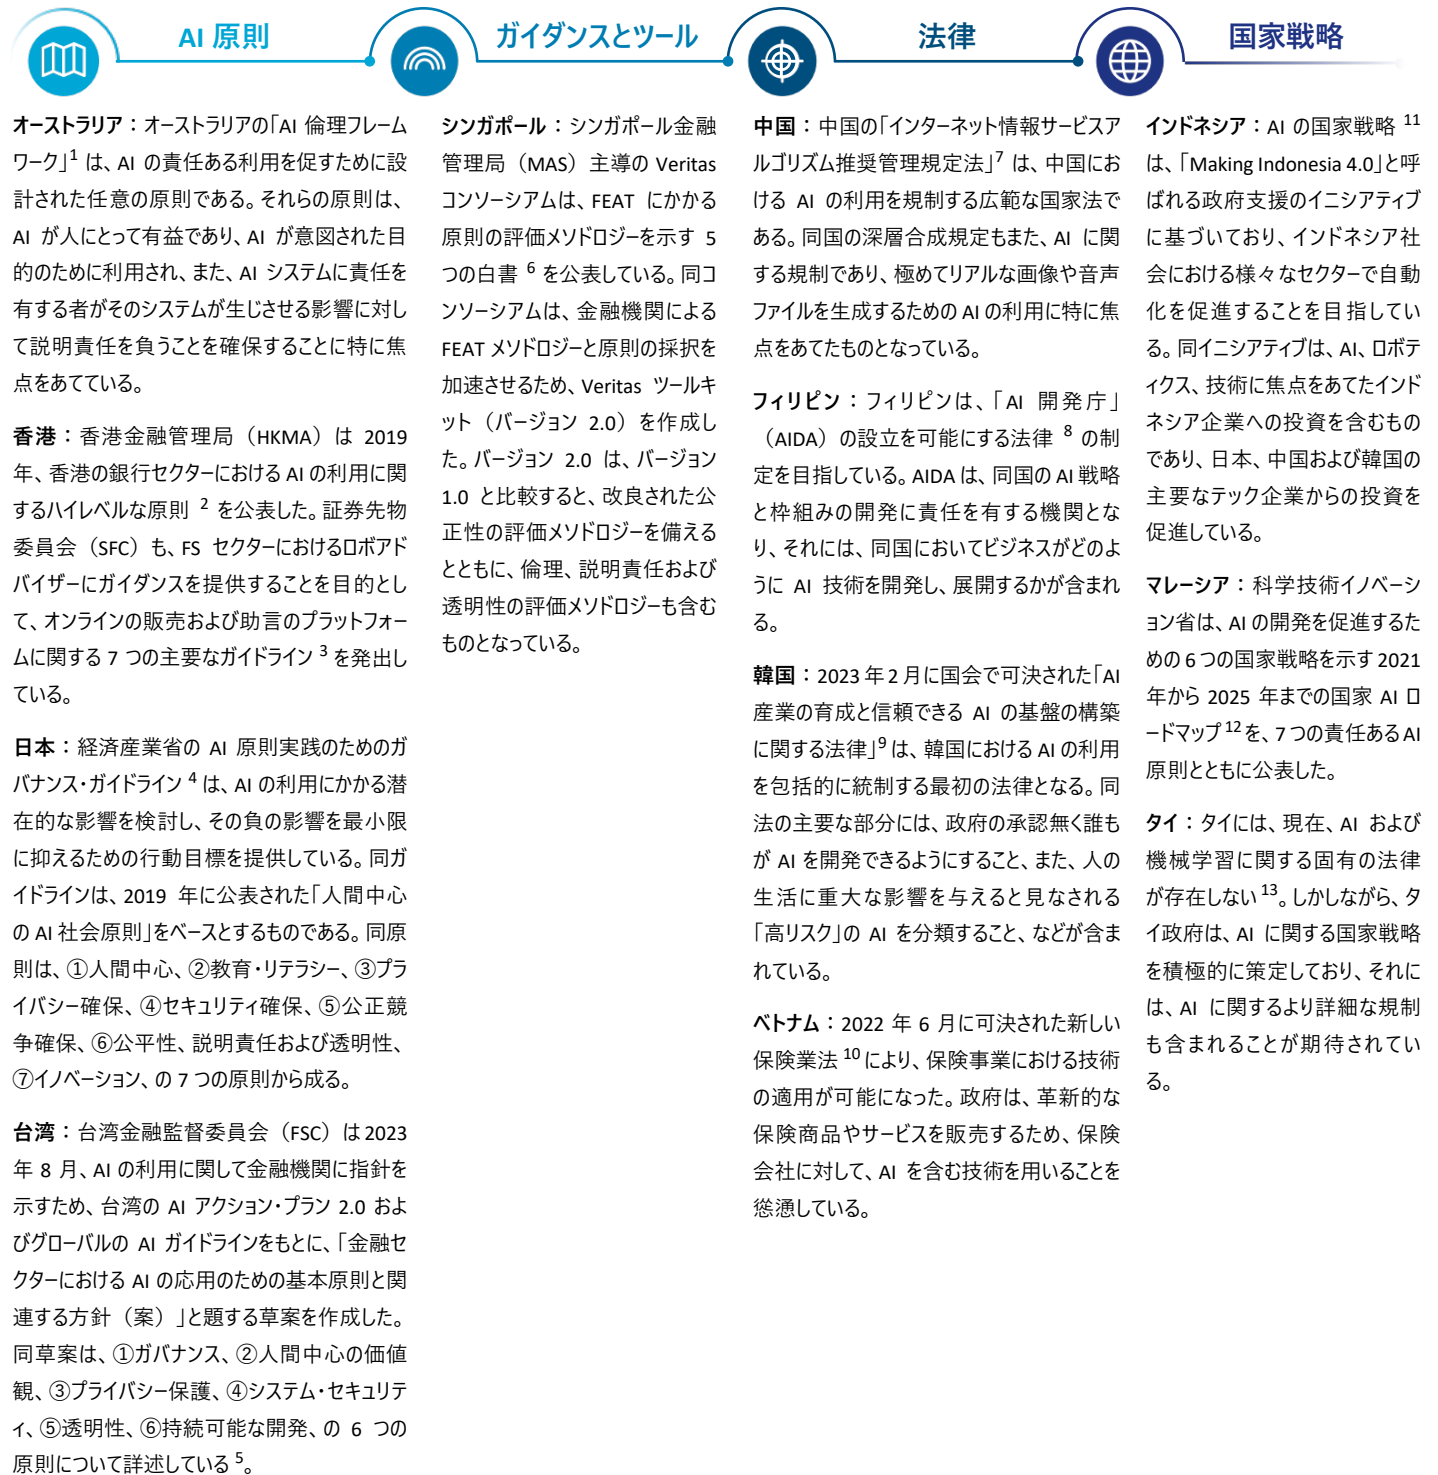 AI 原則
オーストラリア：オーストラリアの「AI 倫理フレーム
ワーク」1 は、AI の責任ある利用を促すために設
計された任意の原則である。それらの原則は、
AI が人にとって有益であり、AI が意図された目
的のために利用され、また、AI システムに責任を
有する者がそのシステムが生じさせる影響に対し
て説明責任を負うことを確保することに特に焦
点をあてている。
香港：香港金融管理局（HKMA）は 2019
年、香港の銀行セクターにおける AI の利用に関
するハイレベルな原則 2 を公表した。証券先物
委員会（SFC）も、FS セクターにおけるロボアド
バイザーにガイダンスを提供することを目的とし
て、オンラインの販売および助言のプラットフォー
ムに関する 7 つの主要なガイドライン 3 を発出し
ている。
日本：経済産業省の AI 原則実践のためのガ
バナンス・ガイドライン 4 は、AI の利用にかかる潜
在的な影響を検討し、その負の影響を最小限
に抑えるための行動目標を提供している。同ガ
イドラインは、2019 年に公表された「人間中心
の AI 社会原則」をベースとするものである。同原
則は、①人間中心、②教育・リテラシー、③プラ
イバシー確保、④セキュリティ確保、⑤公正競
争確保、⑥公平性、説明責任および透明性、
⑦イノベーション、の 7 つの原則から成る。
台湾：台湾金融監督委員会（FSC）は 2023
年 8 月、AI の利用に関して金融機関に指針を
示すため、台湾の AI アクション・プラン 2.0 およ
びグローバルの AI ガイドラインをもとに、「金融セ
クターにおける AI の応用のための基本原則と関
連する方針（案）」と題する草案を作成した。
同草案は、①ガバナンス、②人間中心の価値
観、③プライバシー保護、④システム・セキュリテ
ィ、⑤透明性、⑥持続可能な開発、の 6 つの
原則について詳述している 5。
ガイダンスとツール
シンガポール：シンガポール金融
管理局（MAS）主導の Veritas
コンソーシアムは、FEAT にかかる
原則の評価メソドロジーを示す 5
つの白書 6 を公表している。同コ
ンソーシアムは、金融機関による
FEAT メソドロジーと原則の採択を
加速させるため、Veritas ツールキ
ット（バージョン 2.0）を作成し
た。バージョン 2.0 は、バージョン
1.0 と比較すると、改良された公
正性の評価メソドロジーを備える
とともに、倫理、説明責任および
透明性の評価メソドロジーも含む
ものとなっている。
法律
中国：中国の「インターネット情報サービスア
ルゴリズム推奨管理規定法」7 は、中国にお
ける AI の利用を規制する広範な国家法で
ある。同国の深層合成規定もまた、AI に関
する規制であり、極めてリアルな画像や音声
ファイルを生成するための AI の利用に特に焦
点をあてたものとなっている。
フィリピン：フィリピンは、「AI 開発庁」
（AIDA）の設立を可能にする法律 8 の制
定を目指している。AIDA は、同国の AI 戦略
と枠組みの開発に責任を有する機関とな
り、それには、同国においてビジネスがどのよ
うに AI 技術を開発し、展開するかが含まれ
る。
韓国：2023 年 2 月に国会で可決された「AI
産業の育成と信頼できる AI の基盤の構築
に関する法律」9 は、韓国における AI の利用
を包括的に統制する最初の法律となる。同
法の主要な部分には、政府の承認無く誰も
が AI を開発できるようにすること、また、人の
生活に重大な影響を与えると見なされる
「高リスク」の AI を分類すること、などが含ま
れている。
ベトナム：2022 年 6 月に可決された新しい
保険業法 10 により、保険事業における技術
の適用が可能になった。政府は、革新的な
保険商品やサービスを販売するため、保険
会社に対して、AI を含む技術を用いることを
慫慂している。
国家戦略
インドネシア：AI の国家戦略 11
は、「Making Indonesia 4.0」と呼
ばれる政府支援のイニシアティブ
に基づいており、インドネシア社
会における様々なセクターで自動
化を促進することを目指してい
る。同イニシアティブは、AI、ロボテ
ィクス、技術に焦点をあてたインド
ネシア企業への投資を含むもの
であり、日本、中国および韓国の
主要なテック企業からの投資を
促進している。
マレーシア：科学技術イノベーシ
ョン省は、AI の開発を促進するた
めの 6 つの国家戦略を示す 2021
年から 2025 年までの国家 AI ロ
ードマップ 12 を、7 つの責任ある AI
原則とともに公表した。
タイ：タイには、現在、AI および
機械学習に関する固有の法律
が存在しない 13。しかしながら、タ
イ政府は、AI に関する国家戦略
を積極的に策定しており、それに
は、AI に関するより詳細な規制
も含まれることが期待されてい
る。